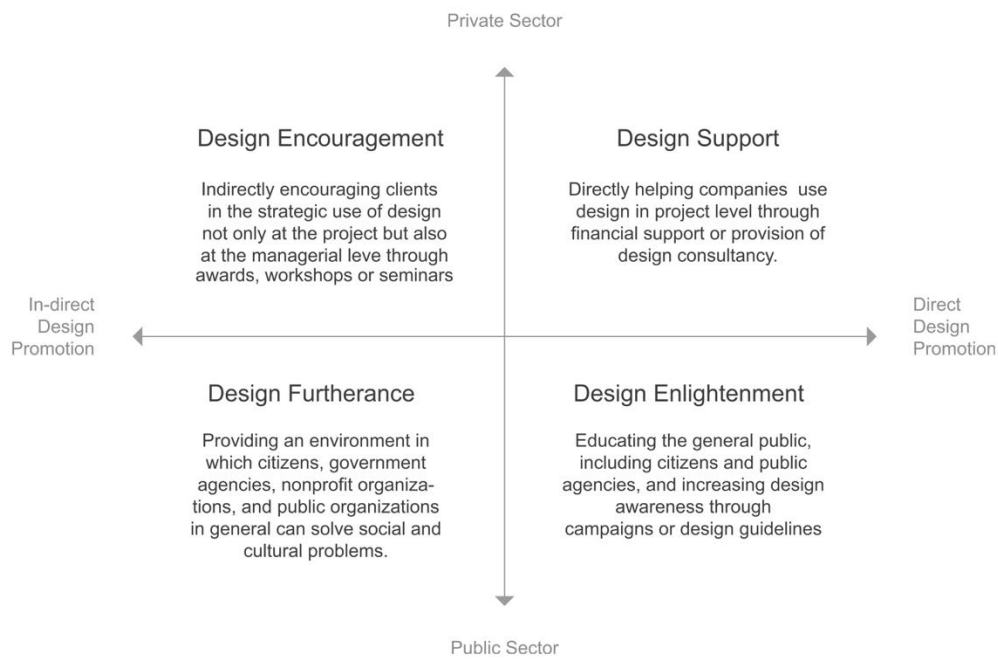 Private Sector
Design Encouragement
Indirectly encouraging clients
in the strategic use of design
not only at the project but also
at the managerial leve through
awards, workshops or seminars
Design Support
Directly helping companies use
design in project level through
financial support or provision of
design consultancy.
In-direct
Design
Promotion
Direct
Design
Promotion
Design Furtherance
Providing an environment in
which citizens, government
agencies, nonprofit organiza-
tions, and public organizations
in general can solve social and
cultural problems.
Design Enlightenment
Educating the general public,
including citizens and public
agencies, and increasing design
awareness through
campaigns or design guidelines
Public Sector